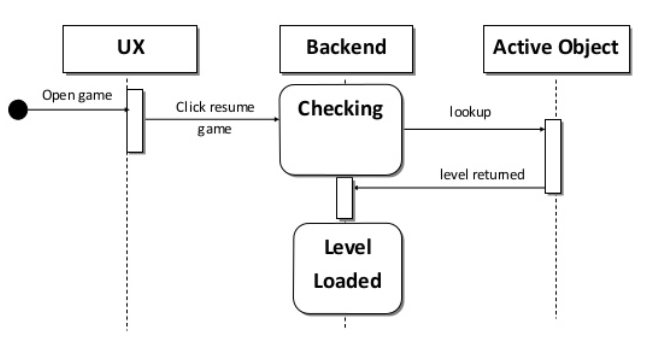 UX
Backend
Active Object
Open game
Click resume
game
Checking
lookup
level returned
Level
Loaded